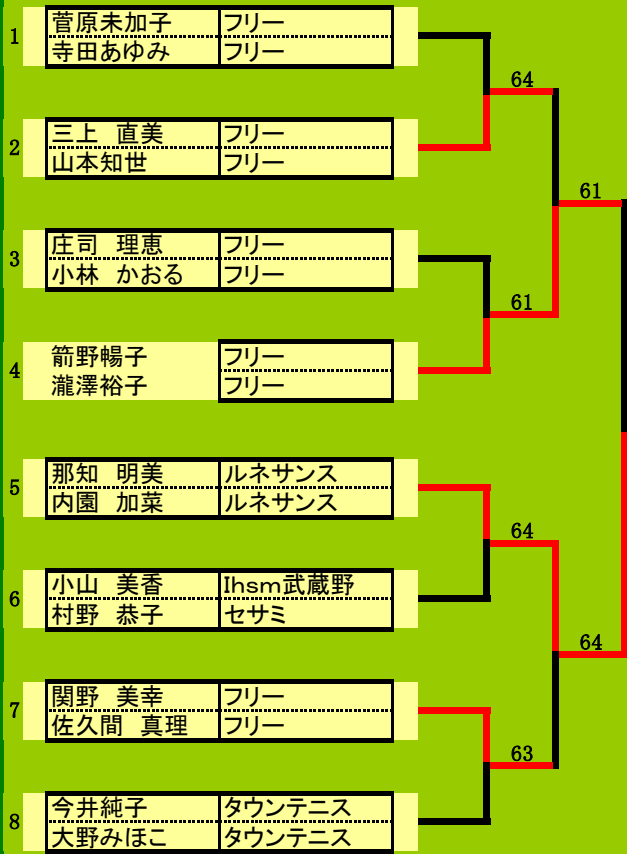 1 菅原未加子 フリー
寺田あゆみ フリー
64
2 三上 直美 フリー
山本知世 フリー
61
3 庄司 理恵 フリー
小林 かおる フリー
61
4 箭野暢子 フリー
瀧澤裕子 フリー
5 那知 明美 ルネサンス
内園 加菜 ルネサンス
64
6 小山 美香 Ihsm武蔵野
村野 恭子 セサミ
64
7 関野 美幸 フリー
佐久間 真理 フリー
63
8 今井純子 タウンテニス
大野みほこ タウンテニス